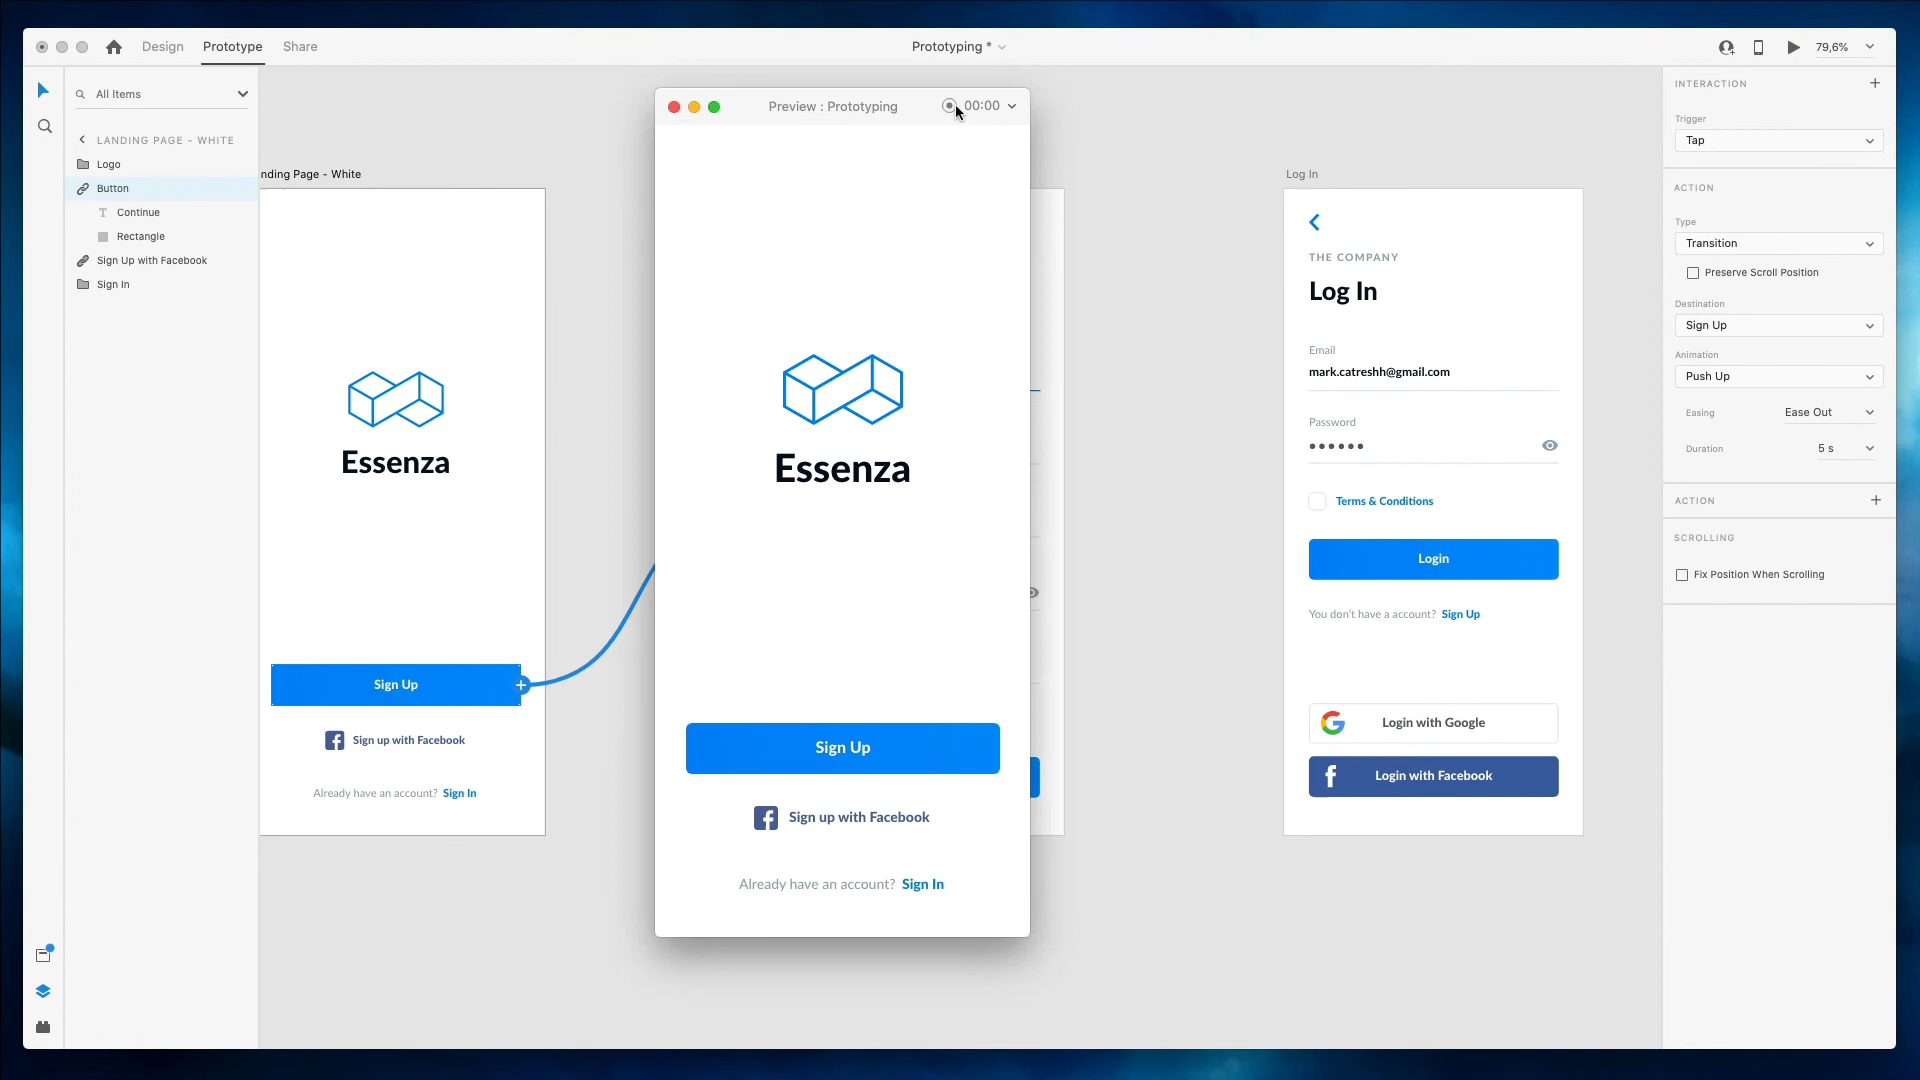 Design Prototype Share
Prototyping *
79,6%
All Items
LANDING PAGE - WHITE
Logo
Button
Continue
Rectangle
Sign Up with Facebook
Sign In
nding Page - White
Essenza
Sign Up
Sign up with Facebook
Already have an account? Sign In
Preview : Prototyping
00:00
Essenza
Sign Up
Sign up with Facebook
Already have an account? Sign In
Log In
THE COMPANY
Log In
Email
mark.catreshh@gmail.com
Password
Terms & Conditions
Login
You don't have a account? Sign Up
Login with Google
Login with Facebook
INTERACTION
Trigger
Tap
ACTION
Type
Transition
Preserve Scroll Position
Destination
Sign Up
Animation
Push Up
Easing Ease Out
Duration 5 s
ACTION
SCROLLING
Fix Position When Scrolling